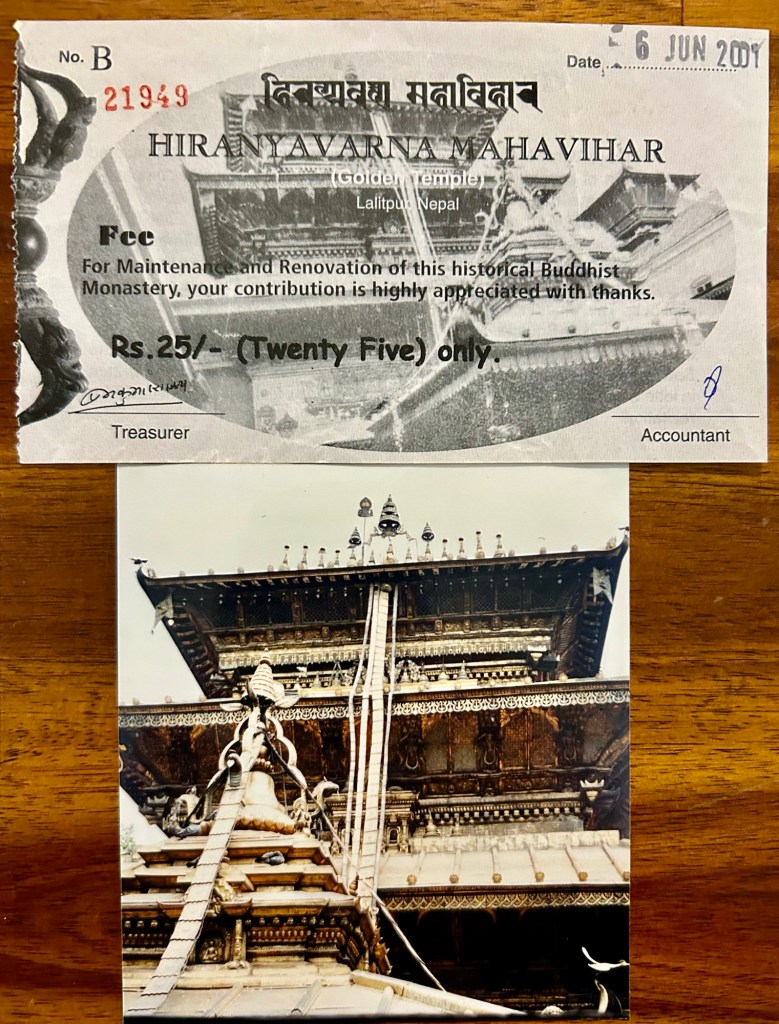 No. B
Date 6 JUN 2001
21949
हिरण्यवर्ण महाविहार
HIRANYAVARNA MAHAVIHAR
(Golden Temple)
Lalitpur, Nepal
Fee
For Maintenance and Renovation of this historical Buddhist
Monastery, your contribution is highly appreciated with thanks.
Rs.25/- (Twenty Five) only.
Treasurer
Accountant